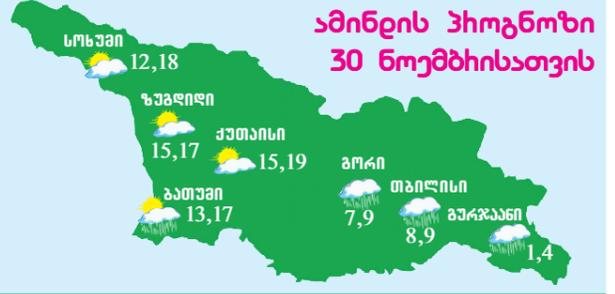 ამინდის პროგნოზი
30 ნოემბრისათვის
სოხუმი
12,18
ზუგდიდი
15,17
ქუთაისი
15,19
ბათუმი
13,17
გორი
7,9
თბილისი
8,9
გურჯაანი
1,4